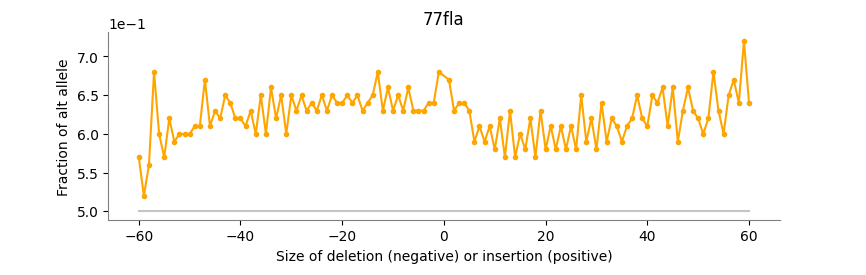 77fla
1e−1
7.0
6.5
6.0
5.5
5.0
Fraction of alt allele
−60 −40 −20 0 20 40 60
Size of deletion (negative) or insertion (positive)